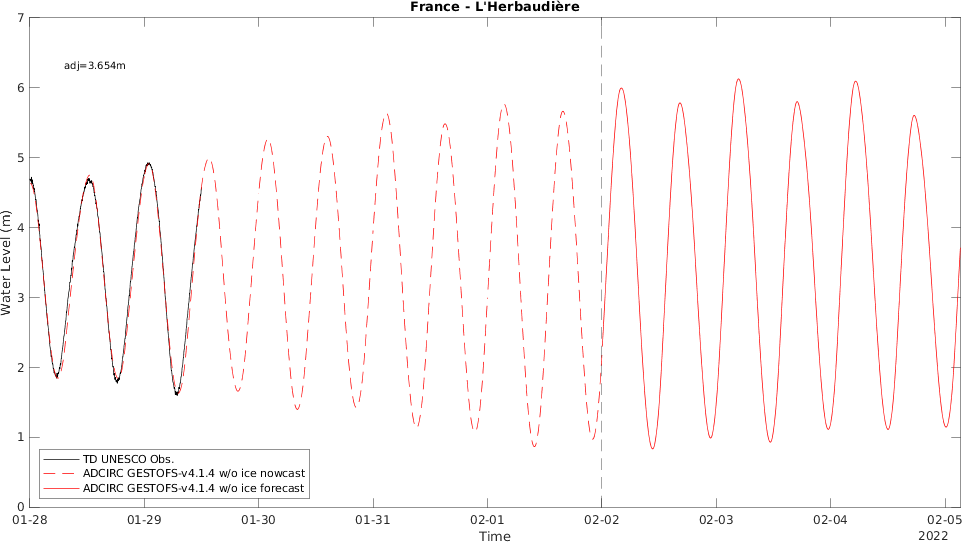 France - L'Herbaudière
7
adj=3.654m
6
5
4
3
2
1
0
Water Level (m)
TD UNESCO Obs.
ADCIRC GESTOFS-v4.1.4 w/o ice nowcast
ADCIRC GESTOFS-v4.1.4 w/o ice forecast
01-28 01-29 01-30 01-31 02-01 02-02 02-03 02-04 02-05
Time
2022